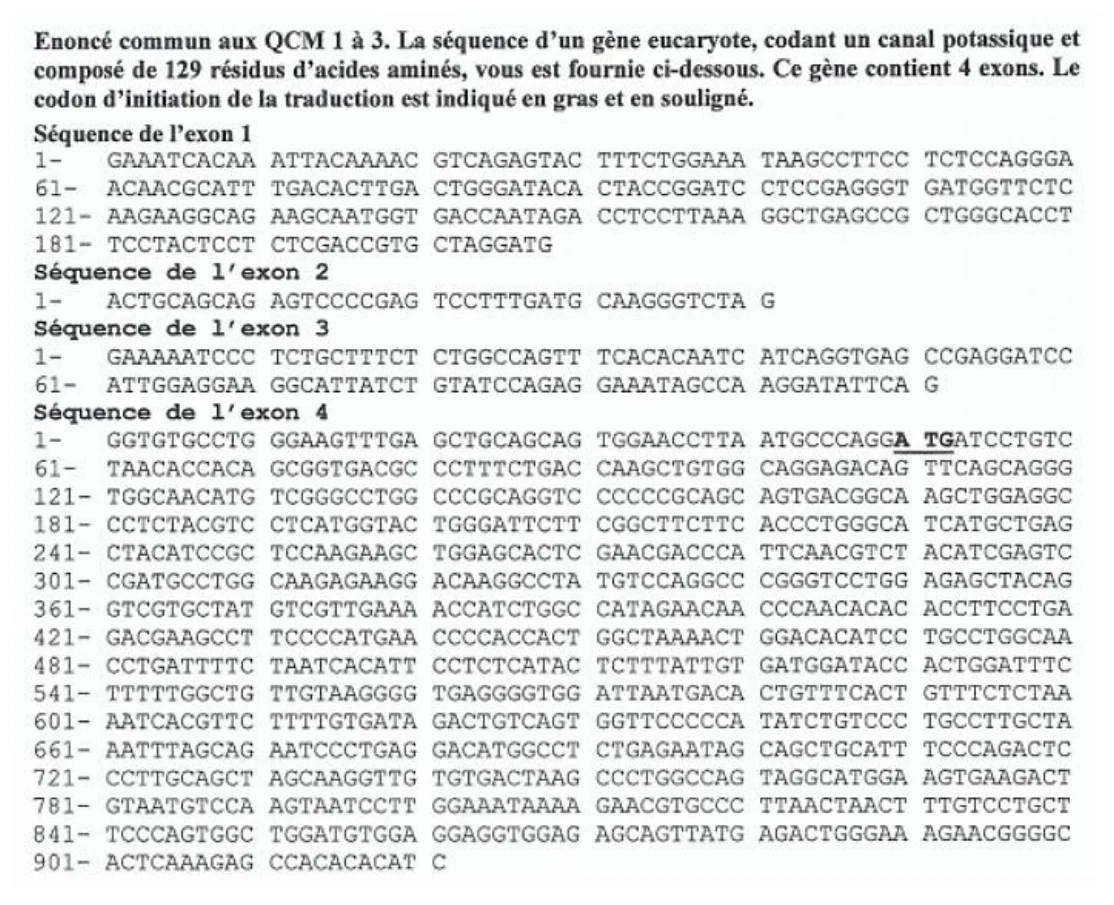 Enoncé commun aux QCM 1 à 3. La séquence d'un gène eucaryote, codant un canal potassique et
composé de 129 résidus d'acides aminés, vous est fournie ci-dessous. Ce gène contient 4 exons. Le
codon d'initiation de la traduction est indiqué en gras et en souligné.
Séquence de l'exon 1
1- GAAATCACAA ATTACAAAAC GTCAGAGTAC TTTCTGGAAA TAAGCCTTCC TCTCCAGGGA
61- ACAACGCATT TGACACTTGA CTGGGATACA CTACCGGATC CTCCGAGGGT GATGGTTCTC
121- AAGAAGGCAG AAGCAATGGT GACCAATAGA CCTCCTTAAA GGCTGAGCCG CTGGGCACCT
181- TCCTACTCCT CTCGACCGTG CTAGGATG
Séquence de l'exon 2
1- ACTGCAGCAG AGTCCCCGAG TCCTTTGATG CAAGGGTCTA G
Séquence de l'exon 3
1- GAAAAATCCC TCTGCTTTCT CTGGCCAGTT TCACACAATC ATCAGGTGAG CCGAGGATCC
61- ATTGGAGGAA GGCATTATCT GTATCCAGAG GAAATAGCCA AGGATATTCA G
Séquence de l'exon 4
1- GGTGTGCCTG GGAAGTTTGA GCTGCAGCAG TGGAACCTTA ATGCCCAGGA TGATCCTGTC
61- TAACACCACA GCGGTGACGC CCTTTCTGAC CAAGCTGTGG CAGGAGACAG TTCAGCAGGG
121- TGGCAACATG TCGGGCCTGG CCCGCAGGTC CCCCCGCAGC AGTGACGGCA AGCTGGAGGC
181- CCTCTACGTC CTCATGGTAC TGGGATTCTT CGGCTTCTTC ACCCTGGGCA TCATGCTGAG
241- CTACATCCGC TCCAAGAAGC TGGAGCACTC GAACGACCCA TTCAACGTCT ACATCGAGTC
301- CGATGCCTGG CAAGAGAAGG ACAAGGCCTA TGTCCAGGCC CGGGTCCTGG AGAGCTACAG
361- GTCGTGCTAT GTCGTTGAAA ACCATCTGGC CATAGAACAA CCCAACACAC ACCTTCCTGA
421- GACGAAGCCT TCCCCATGAA CCCCACCACT GGCTAAAACT GGACACATCC TGCCTGGCAA
481- CCTGATTTTC TAATCACATT CCTCTCATAC TCTTTATTGT GATGGATACC ACTGGATTTC
541- TTTTTGGCTG TTGTAAGGGG TGAGGGGTGG ATTAATGACA CTGTTTCACT GTTTCTCTAA
601- AATCACGTTC TTTTGTGATA GACTGTCAGT GGTTCCCCCA TATCTGTCCC TGCCTTGCTA
661- AATTTAGCAG AATCCCTGAG GACATGGCCT CTGAGAATAG CAGCTGCATT TCCCAGACTC
721- CCTTGCAGCT AGCAAGGTTG TGTGACTAAG CCCTGGCCAG TAGGCATGGA AGTGAAGACT
781- GTAATGTCCA AGTAATCCTT GGAAATAAAA GAACGTGCCC TTAACTAACT TTGTCCTGCT
841- TCCCAGTGGC TGGATGTGGA GGAGGTGGAG AGCAGTTATG AGACTGGGAA AGAACGGGGC
901- ACTCAAAGAG CCACACACAT C